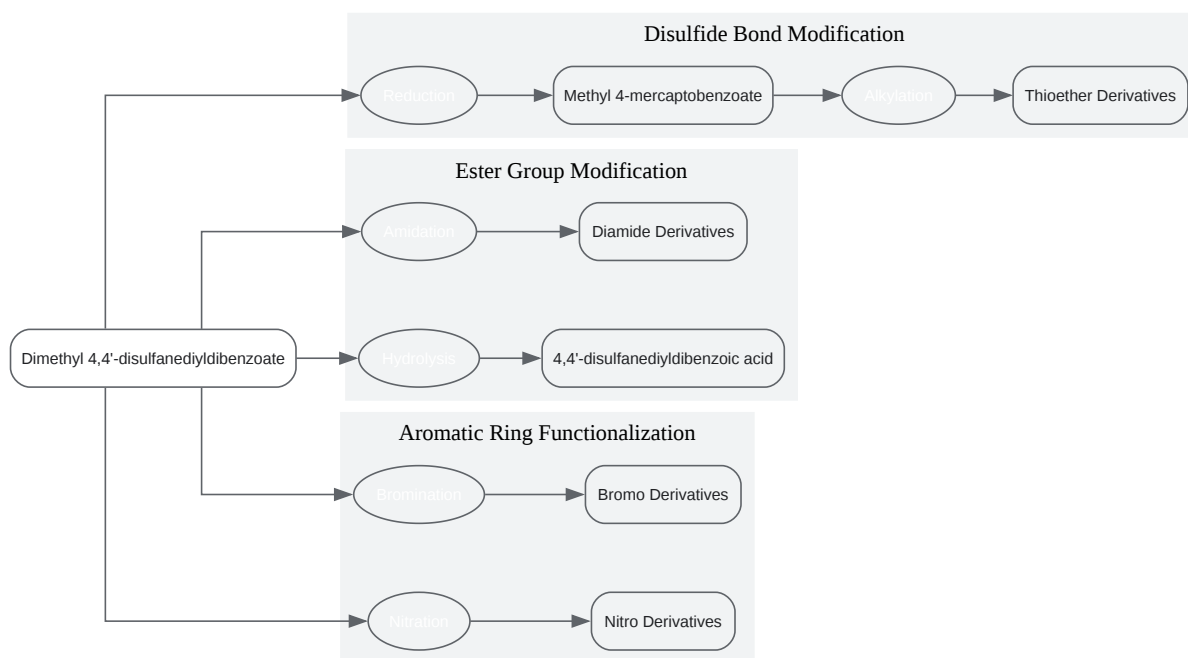 Disulfide Bond Modification
Reduction
Methyl 4-mercaptobenzoate
Alkylation
Thioether Derivatives
Ester Group Modification
Amidation
Diamide Derivatives
Dimethyl 4,4'-disulfanediyldibenzoate
Hydrolysis
4,4'-disulfanediyldibenzoic acid
Aromatic Ring Functionalization
Bromination
Bromo Derivatives
Nitration
Nitro Derivatives